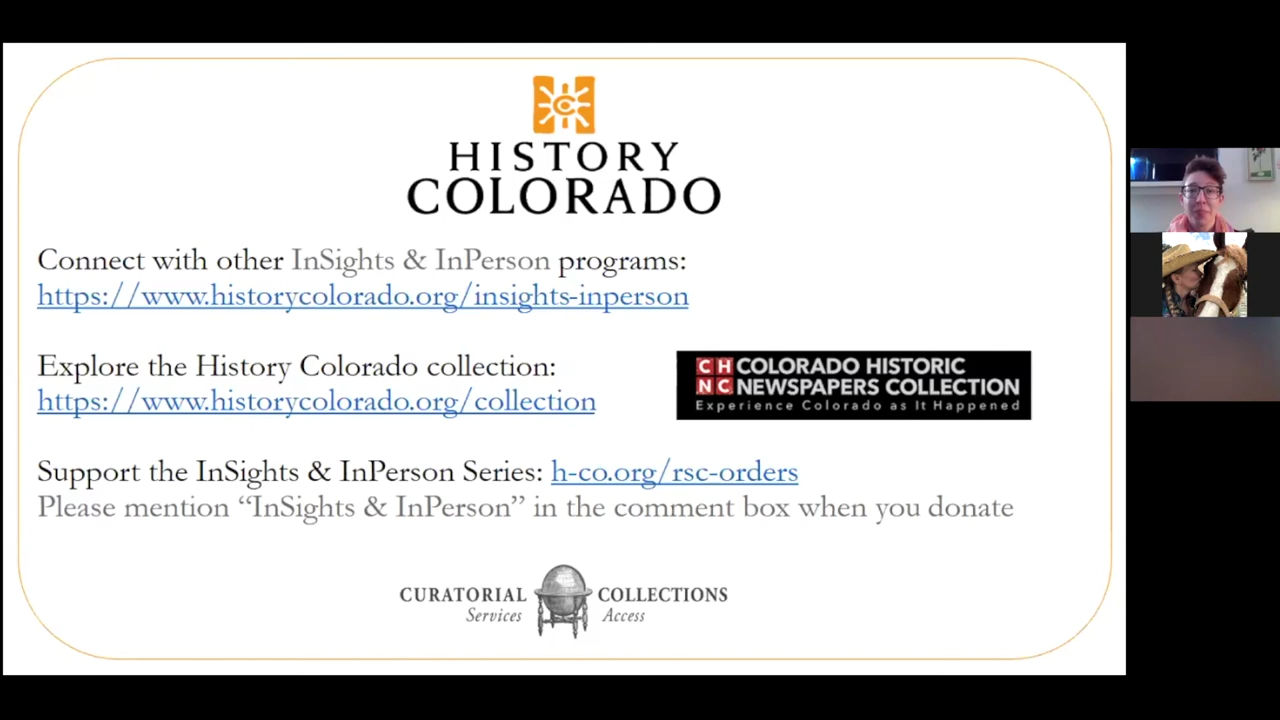 HISTORY
COLORADO
Connect with other InSights & InPerson programs:
https://www.historycolorado.org/insights-inperson
Explore the History Colorado collection:
https://www.historycolorado.org/collection
CH COLORADO HISTORIC
NC NEWSPAPERS COLLECTION
Experience Colorado as It Happened
Support the InSights & InPerson Series: h-co.org/rsc-orders
Please mention “InSights & InPerson” in the comment box when you donate
CURATORIAL COLLECTIONS
Services Access